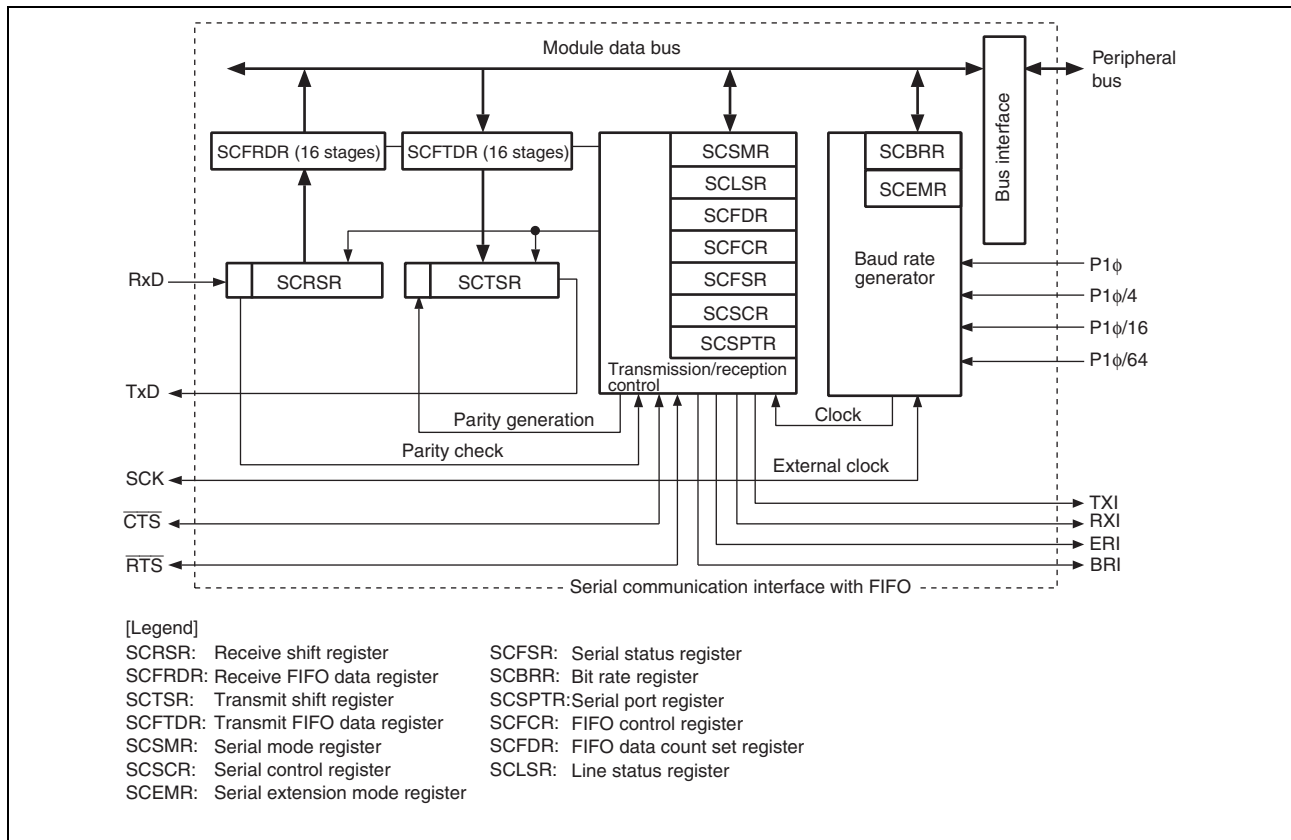 Module data bus
Peripheral
bus
Bus interface
SCFRDR (16 stages)
SCFTDR (16 stages)
SCSMR
SCLSR
SCFDR
SCFCR
SCFSR
SCSCR
SCSPTR
Transmission/reception
control
SCBRR
SCEMR
Baud rate
generator
RxD
SCRSR
SCTSR
P1ϕ
P1ϕ/4
P1ϕ/16
P1ϕ/64
TxD
Parity generation
Clock
Parity check
External clock
SCK
C̅T̅S̅
R̅T̅S̅
TXI
RXI
ERI
BRI
Serial communication interface with FIFO
[Legend]
SCRSR: Receive shift register
SCFRDR: Receive FIFO data register
SCTSR: Transmit shift register
SCFTDR: Transmit FIFO data register
SCSMR: Serial mode register
SCSCR: Serial control register
SCEMR: Serial extension mode register
SCFSR: Serial status register
SCBRR: Bit rate register
SCSPTR: Serial port register
SCFCR: FIFO control register
SCFDR: FIFO data count set register
SCLSR: Line status register